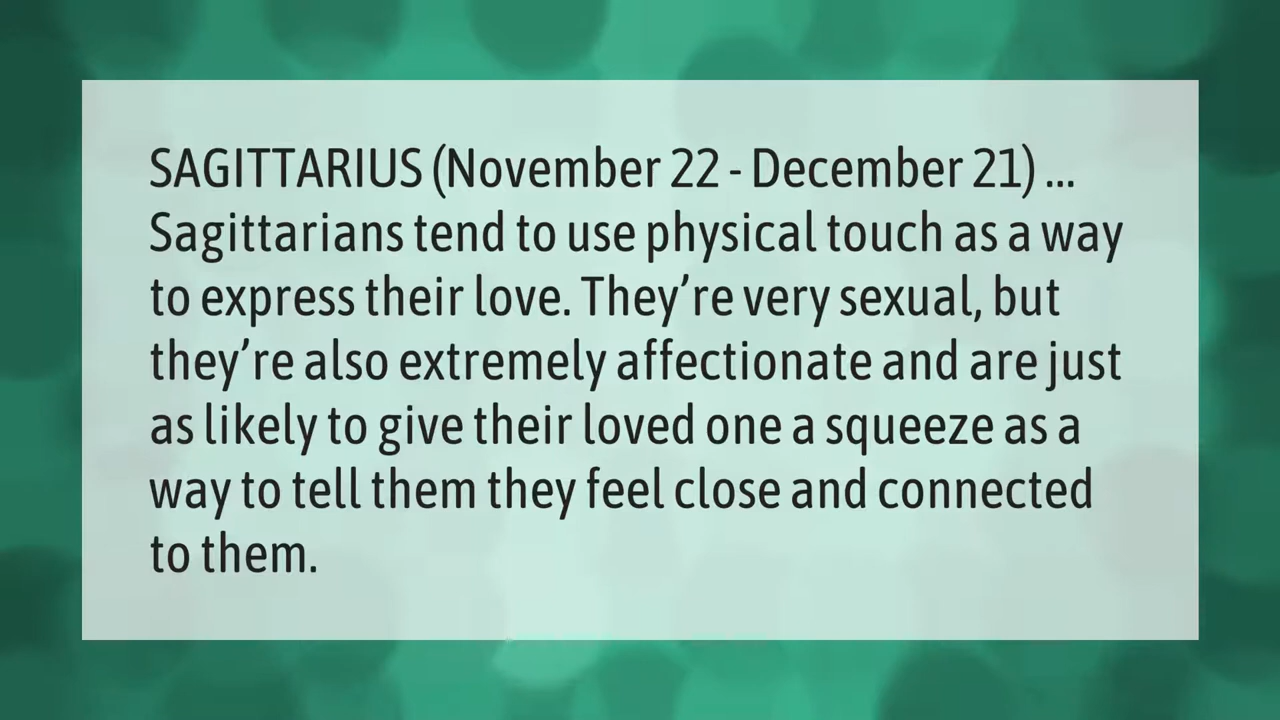 SAGITTARIUS (November 22 - December 21) ...
Sagittarians tend to use physical touch as a way
to express their love. They’re very sexual, but
they’re also extremely affectionate and are just
as likely to give their loved one a squeeze as a
way to tell them they feel close and connected
to them.